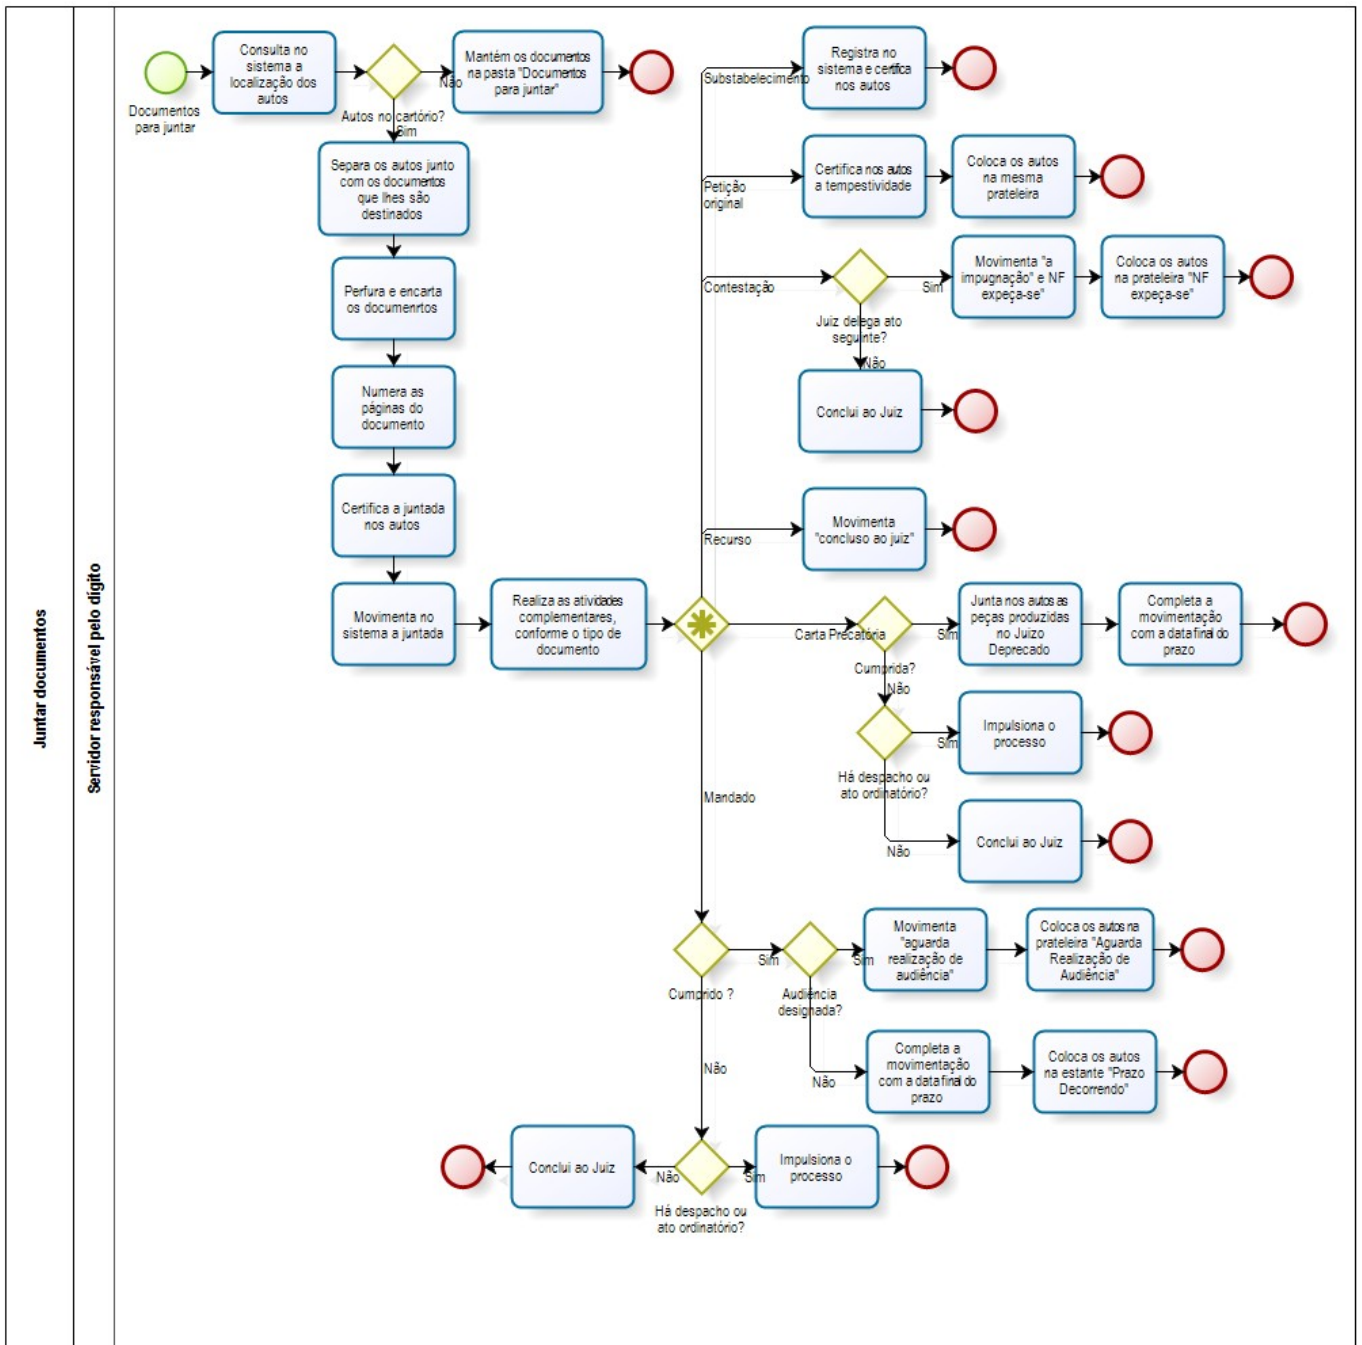 Juntar documentos
Servidor responsável pelo dígito
Documentos
para juntar
Consulta no
sistema a
localização dos
autos
Autos no cartório?
Não
Mantém os documentos
na pasta "Documentos
para juntar"
Sim
Separa os autos junto
com os documentos
que lhes são
destinados
Perfura e encarta
os documenrtos
Numera as
páginas do
documento
Certifica a juntada
nos autos
Movimenta no
sistema a juntada
Realiza as atividades
complementares,
conforme o tipo de
documento
Substabelecimento
Registra no
sistema e certifica
nos autos
Petição
original
Certifica nos autos
a tempestividade
Coloca os autos
na mesma
prateleira
Contestação
Juiz delega ato
seguinte?
Sim
Movimenta "a
impugnação" e NF
expeça-se"
Coloca os autos
na prateleira "NF
expeça-se"
Não
Conclui ao Juiz
Recurso
Movimenta
"concluso ao juiz"
Carta Precatória
Cumprida?
Sim
Junta nos autos as
peças produzidas
no Juizo
Deprecado
Completa a
movimentação
com a data final do
prazo
Não
Há despacho ou
ato ordinatório?
Sim
Impulsiona o
processo
Não
Conclui ao Juiz
Mandado
Cumprido ?
Sim
Audiência
designada?
Sim
Movimenta
"aguarda
realização de
audiência"
Coloca os autos na
prateleira "Aguarda
Realização de
Audiência"
Não
Completa a
movimentação
com a data final do
prazo
Coloca os autos
na estante "Prazo
Decorrendo"
Não
Há despacho ou
ato ordinatório?
Não
Conclui ao Juiz
Sim
Impulsiona o
processo